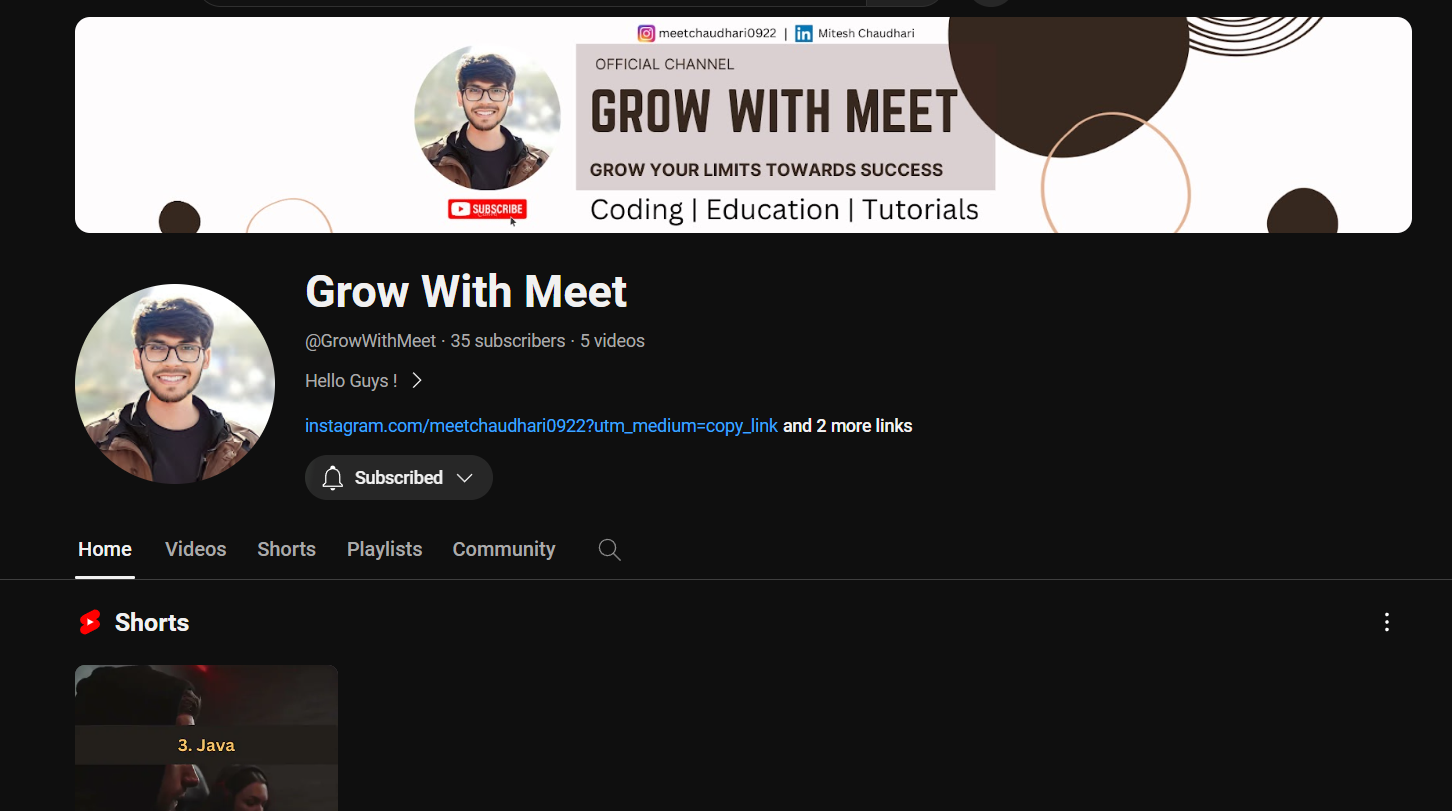 meetchaudhari0922 | Mitesh Chaudhari
OFFICIAL CHANNEL
GROW WITH MEET
GROW YOUR LIMITS TOWARDS SUCCESS
SUBSCRIBE
Coding | Education | Tutorials
Grow With Meet
@GrowWithMeet · 35 subscribers · 5 videos
Hello Guys !
instagram.com/meetchaudhari0922?utm_medium=copy_link and 2 more links
Subscribed
Home Videos Shorts Playlists Community
Shorts
3. Java